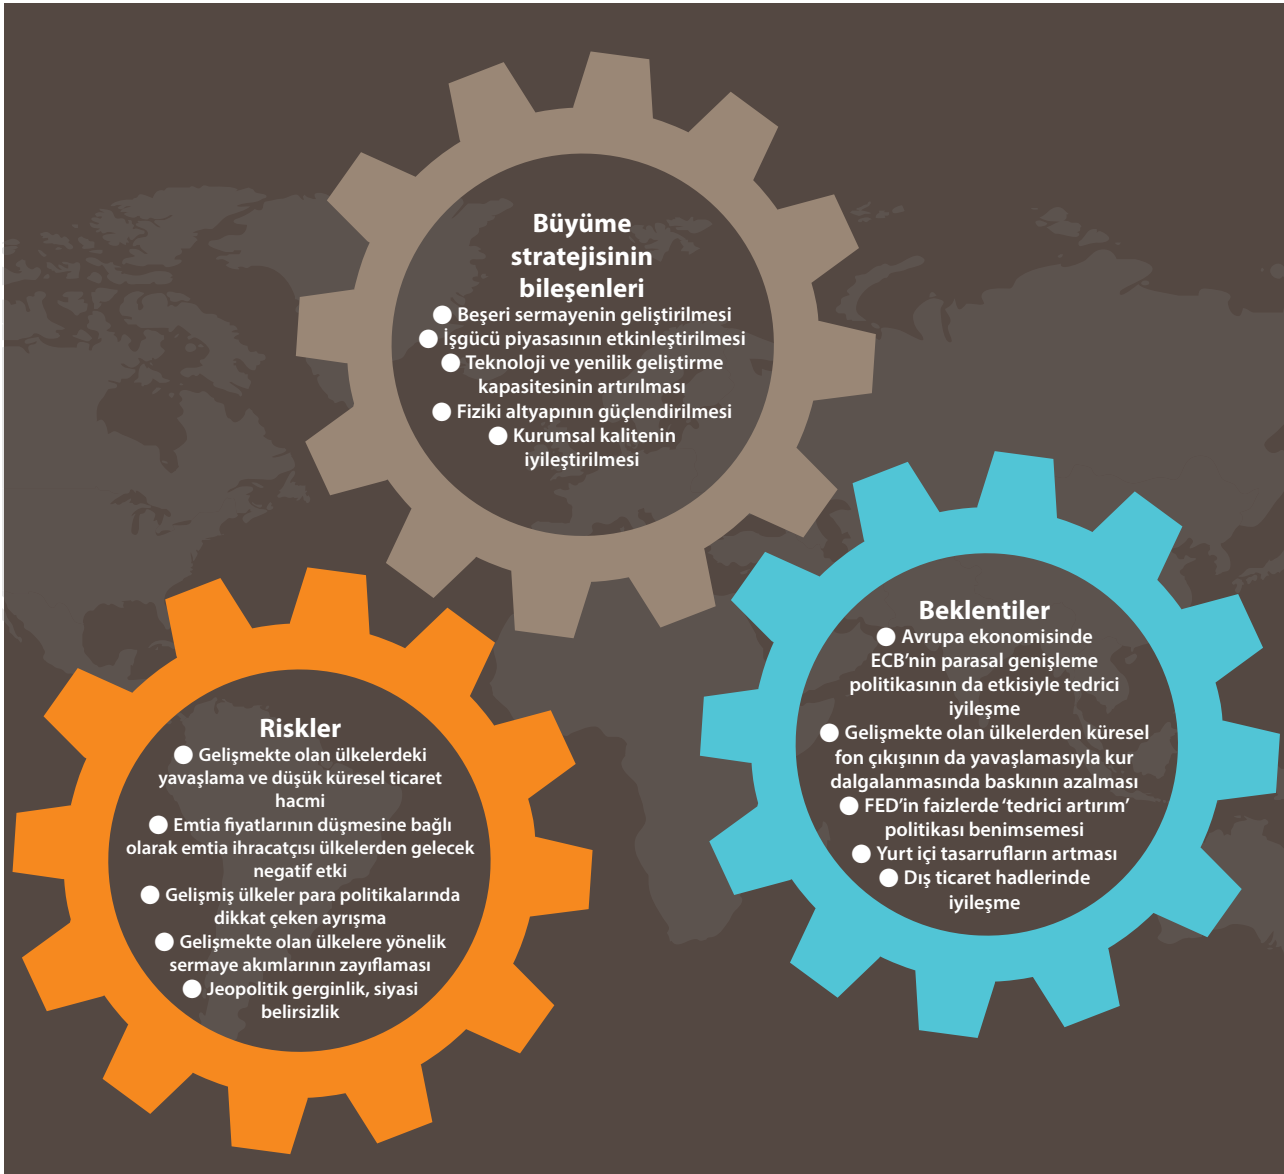 Büyüme
stratejisinin
bileşenleri
● Beşeri sermayenin geliştirilmesi
● İşgücü piyasasının etkinleştirilmesi
● Teknoloji ve yenilik geliştirme
kapasitesinin artırılması
● Fiziki altyapının güçlendirilmesi
● Kurumsal kalitenin
iyileştirilmesi
Riskler
● Gelişmekte olan ülkelerdeki
yavaşlama ve düşük küresel ticaret
hacmi
● Emtia fiyatlarının düşmesine bağlı
olarak emtia ihracatçısı ülkelerden gelecek
negatif etki
● Gelişmiş ülkeler para politikalarında
dikkat çeken ayrışma
● Gelişmekte olan ülkelere yönelik
sermaye akımlarının zayıflaması
● Jeopolitik gerginlik, siyasi
belirsizlik
Beklentiler
● Avrupa ekonomisinde
ECB’nin parasal genişleme
politikasının da etkisiyle tedrici
iyileşme
● Gelişmekte olan ülkelerden küresel
fon çıkışının da yavaşlamasıyla kur
dalgalanmasında baskının azalması
● FED’in faizlerde ‘tedrici artırım’
politikası benimsemesi
● Yurt içi tasarrufların artması
● Dış ticaret hadlerinde
iyileşme